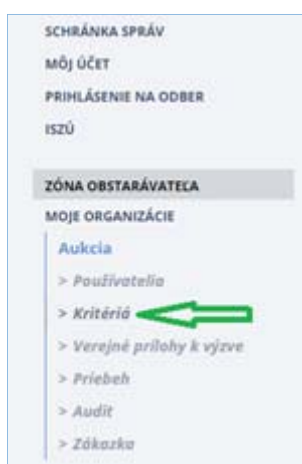 SCHRÁNKA SPRÁV
MÔJ ÚČET
PRIHLÁSENIE NA ODBER
ISZÚ
ZÓNA OBSTARÁVATEĽA
MOJE ORGANIZÁCIE
Aukcia
> Používatelia
> Kritériá
> Verejné prílohy k výzve
> Priebeh
> Audit
> Zákazka